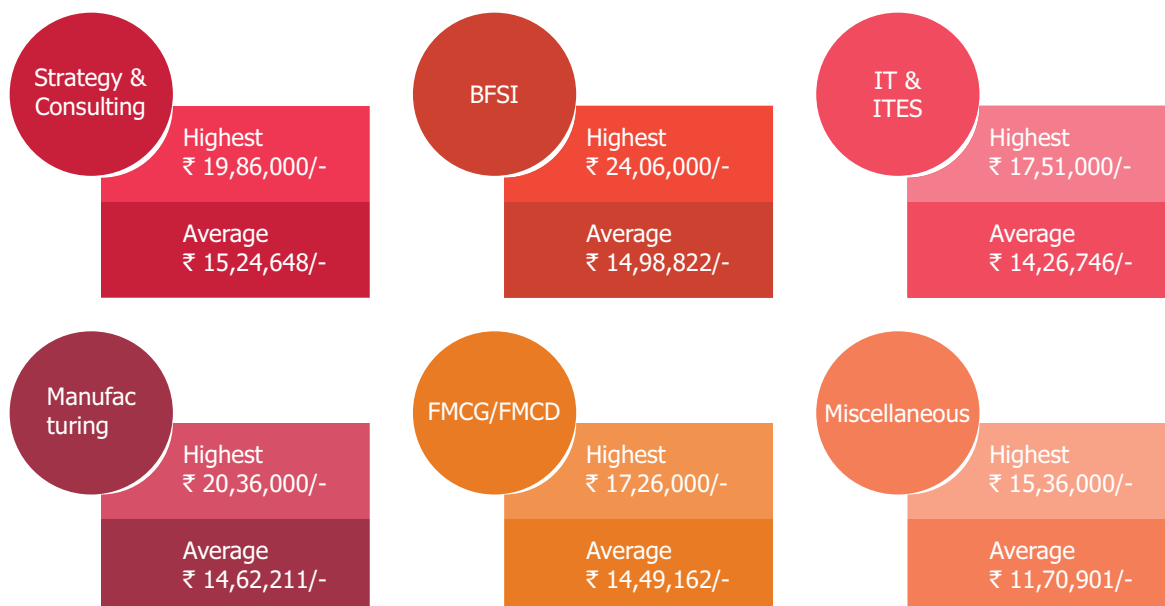 Strategy &
Consulting
Highest
₹ 19,86,000/-
Average
₹ 15,24,648/-
BFSI
Highest
₹ 24,06,000/-
Average
₹ 14,98,822/-
IT &
ITES
Highest
₹ 17,51,000/-
Average
₹ 14,26,746/-
Manufac
turing
Highest
₹ 20,36,000/-
Average
₹ 14,62,211/-
FMCG/FMCD
Highest
₹ 17,26,000/-
Average
₹ 14,49,162/-
Miscellaneous
Highest
₹ 15,36,000/-
Average
₹ 11,70,901/-